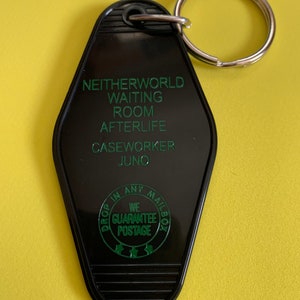 NEITHERWORLD
WAITING
ROOM
AFTERLIFE
CASEWORKER
JUNO
DROP IN ANY MAILBOX
WE
GUARANTEE
POSTAGE